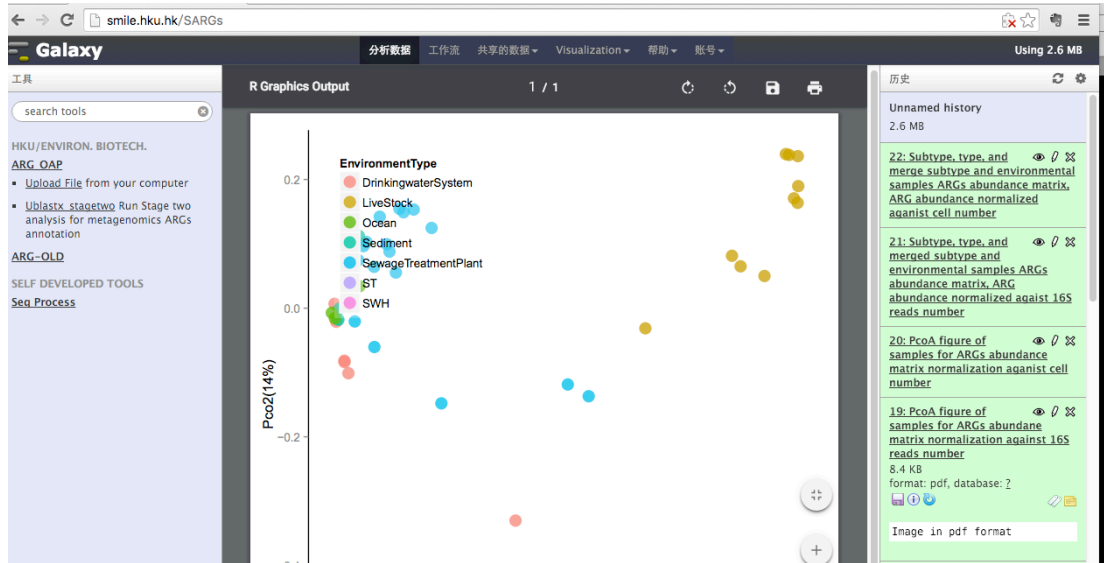 smile.hku.hk/SARGs
Galaxy
分析数据 工作流 共享的数据 Visualization 帮助 账号
Using 2.6 MB
工具
search tools
HKU/ENVIRON. BIOTECH.
ARG_OAP
Upload File from your computer
Ublastx_stagetwo Run Stage two
analysis for metagenomics ARGs
annotation
ARG-OLD
SELF DEVELOPED TOOLS
Seq Process
R Graphics Output
1 / 1
EnvironmentType
DrinkingwaterSystem
LiveStock
Ocean
Sediment
SewageTreatmentPlant
ST
SWH
0.2
0.0
-0.2
Pco2(14%)
历史
Unnamed history
2.6 MB
22: Subtype, type, and
merge subtype and environmental
samples ARGs abundance matrix,
ARG abundance normalized
aganist cell number
21: Subtype, type, and
merged subtype and
environmental samples ARGs
abundance matrix, ARG
abundance normalized agaist 16S
reads number
20: PcoA figure of
samples for ARGs abundance
matrix normalization aganist cell
number
19: PcoA figure of
samples for ARGs abundane
matrix normalization against 16S
reads number
8.4 KB
format: pdf, database: ?
Image in pdf format